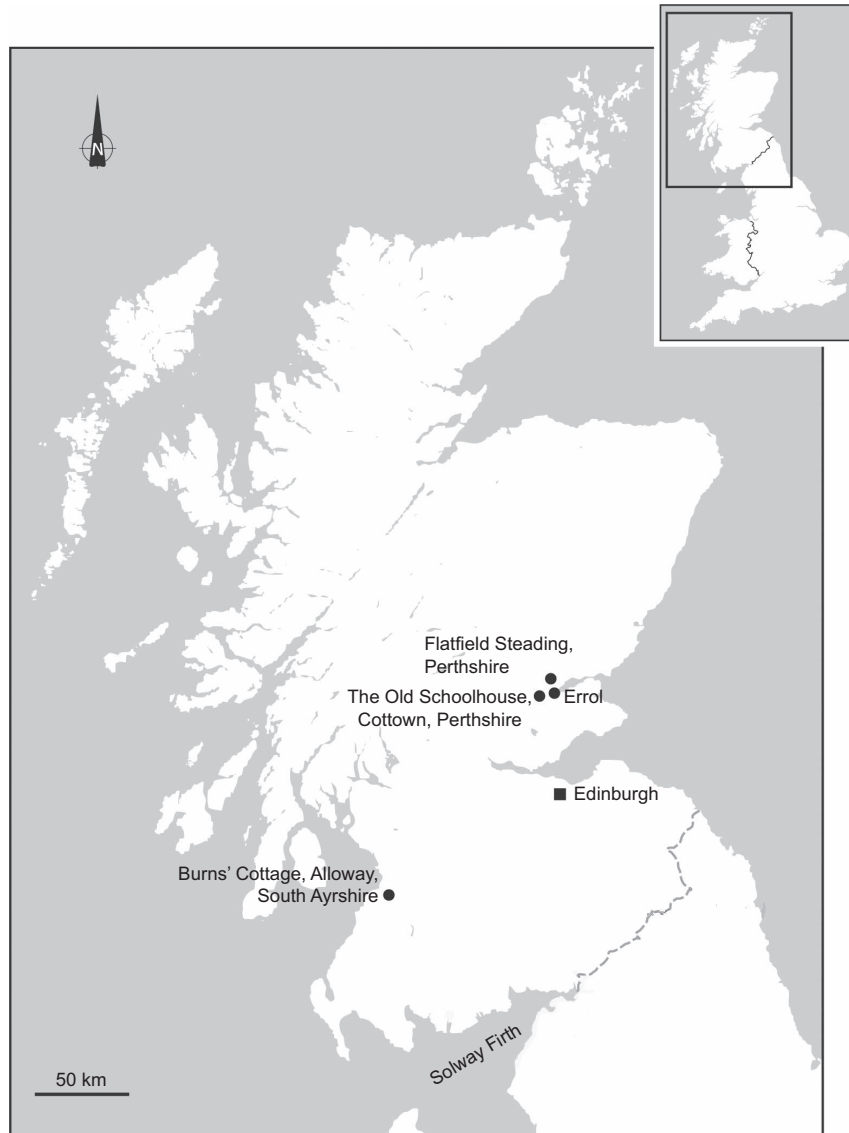 N
Flatfield Steading,
Perthshire
The Old Schoolhouse,
Cottown, Perthshire
Errol
Edinburgh
Burns’ Cottage, Alloway,
South Ayrshire
Solway Firth
50 km